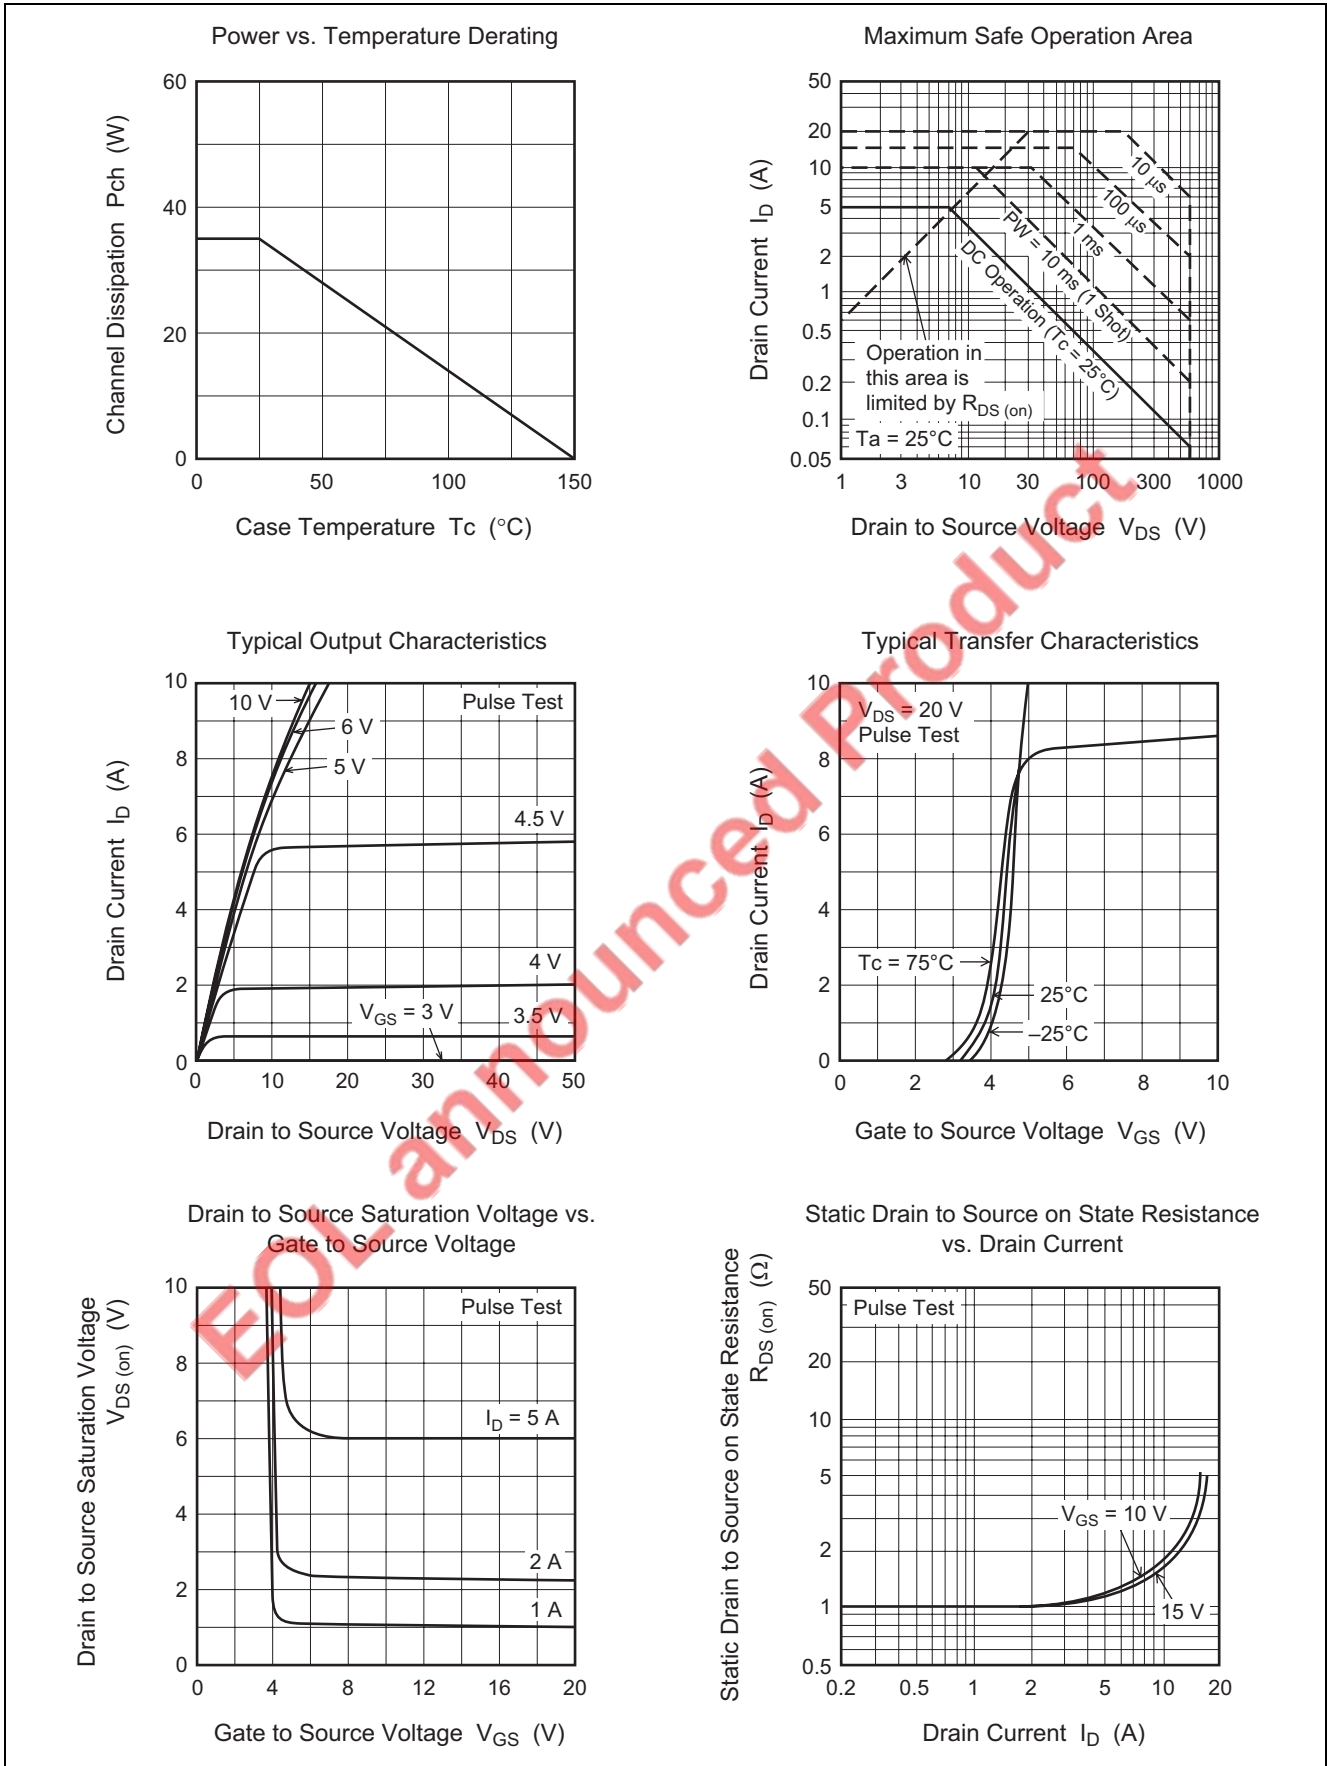 Power vs. Temperature Derating
Channel Dissipation Pch (W)
60
40
20
0
0 50 100 150
Case Temperature Tc (°C)
Maximum Safe Operation Area
Drain Current ID (A)
50
20
10
5
2
1
0.5
0.2
0.1
0.05
10 μs
100 μs
1 ms
PW = 10 ms (1 Shot)
DC Operation (Tc = 25°C)
Operation in
this area is
limited by RDS (on)
Ta = 25°C
1 3 10 30 100 300 1000
Drain to Source Voltage VDS (V)
Typical Output Characteristics
Drain Current ID (A)
10
8
6
4
2
0
10 V
6 V
5 V
Pulse Test
4.5 V
4 V
VGS = 3 V
3.5 V
0 10 20 30 40 50
Drain to Source Voltage VDS (V)
Typical Transfer Characteristics
Drain Current ID (A)
10
8
6
4
2
0
VDS = 20 V
Pulse Test
Tc = 75°C
25°C
–25°C
0 2 4 6 8 10
Gate to Source Voltage VGS (V)
Drain to Source Saturation Voltage vs.
Gate to Source Voltage
Drain to Source Saturation Voltage
VDS (on) (V)
10
8
6
4
2
0
Pulse Test
ID = 5 A
2 A
1 A
0 4 8 12 16 20
Gate to Source Voltage VGS (V)
Static Drain to Source on State Resistance
vs. Drain Current
Static Drain to Source on State Resistance
RDS (on) (Ω)
50
20
10
5
2
1
0.5
Pulse Test
VGS = 10 V
15 V
0.2 0.5 1 2 5 10 20
Drain Current ID (A)
EOL announced Product